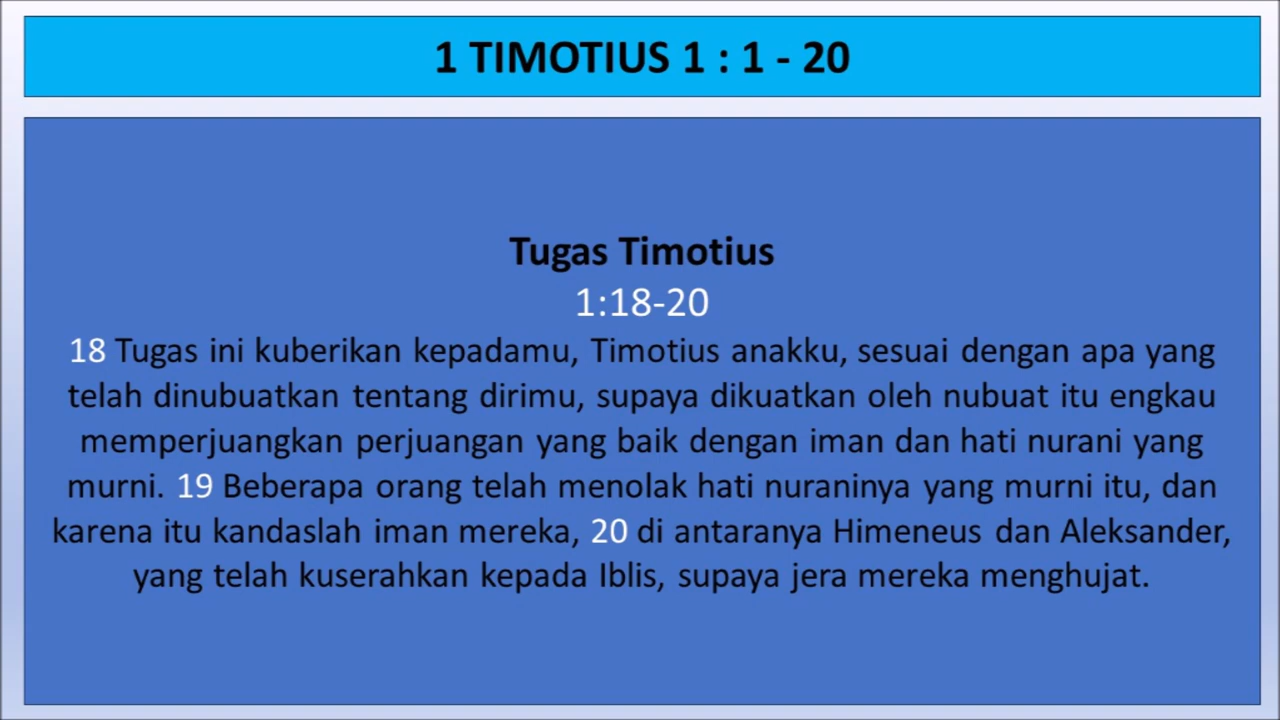 1 TIMOTIUS 1 : 1 - 20
Tugas Timotius
1:18-20
18 Tugas ini kuberikan kepadamu, Timotius anakku, sesuai dengan apa yang
telah dinubuatkan tentang dirimu, supaya dikuatkan oleh nubuat itu engkau
memperjuangkan perjuangan yang baik dengan iman dan hati nurani yang
murni. 19 Beberapa orang telah menolak hati nuraninya yang murni itu, dan
karena itu kandaslah iman mereka, 20 di antaranya Himeneus dan Aleksander,
yang telah kuserahkan kepada Iblis, supaya jera mereka menghujat.